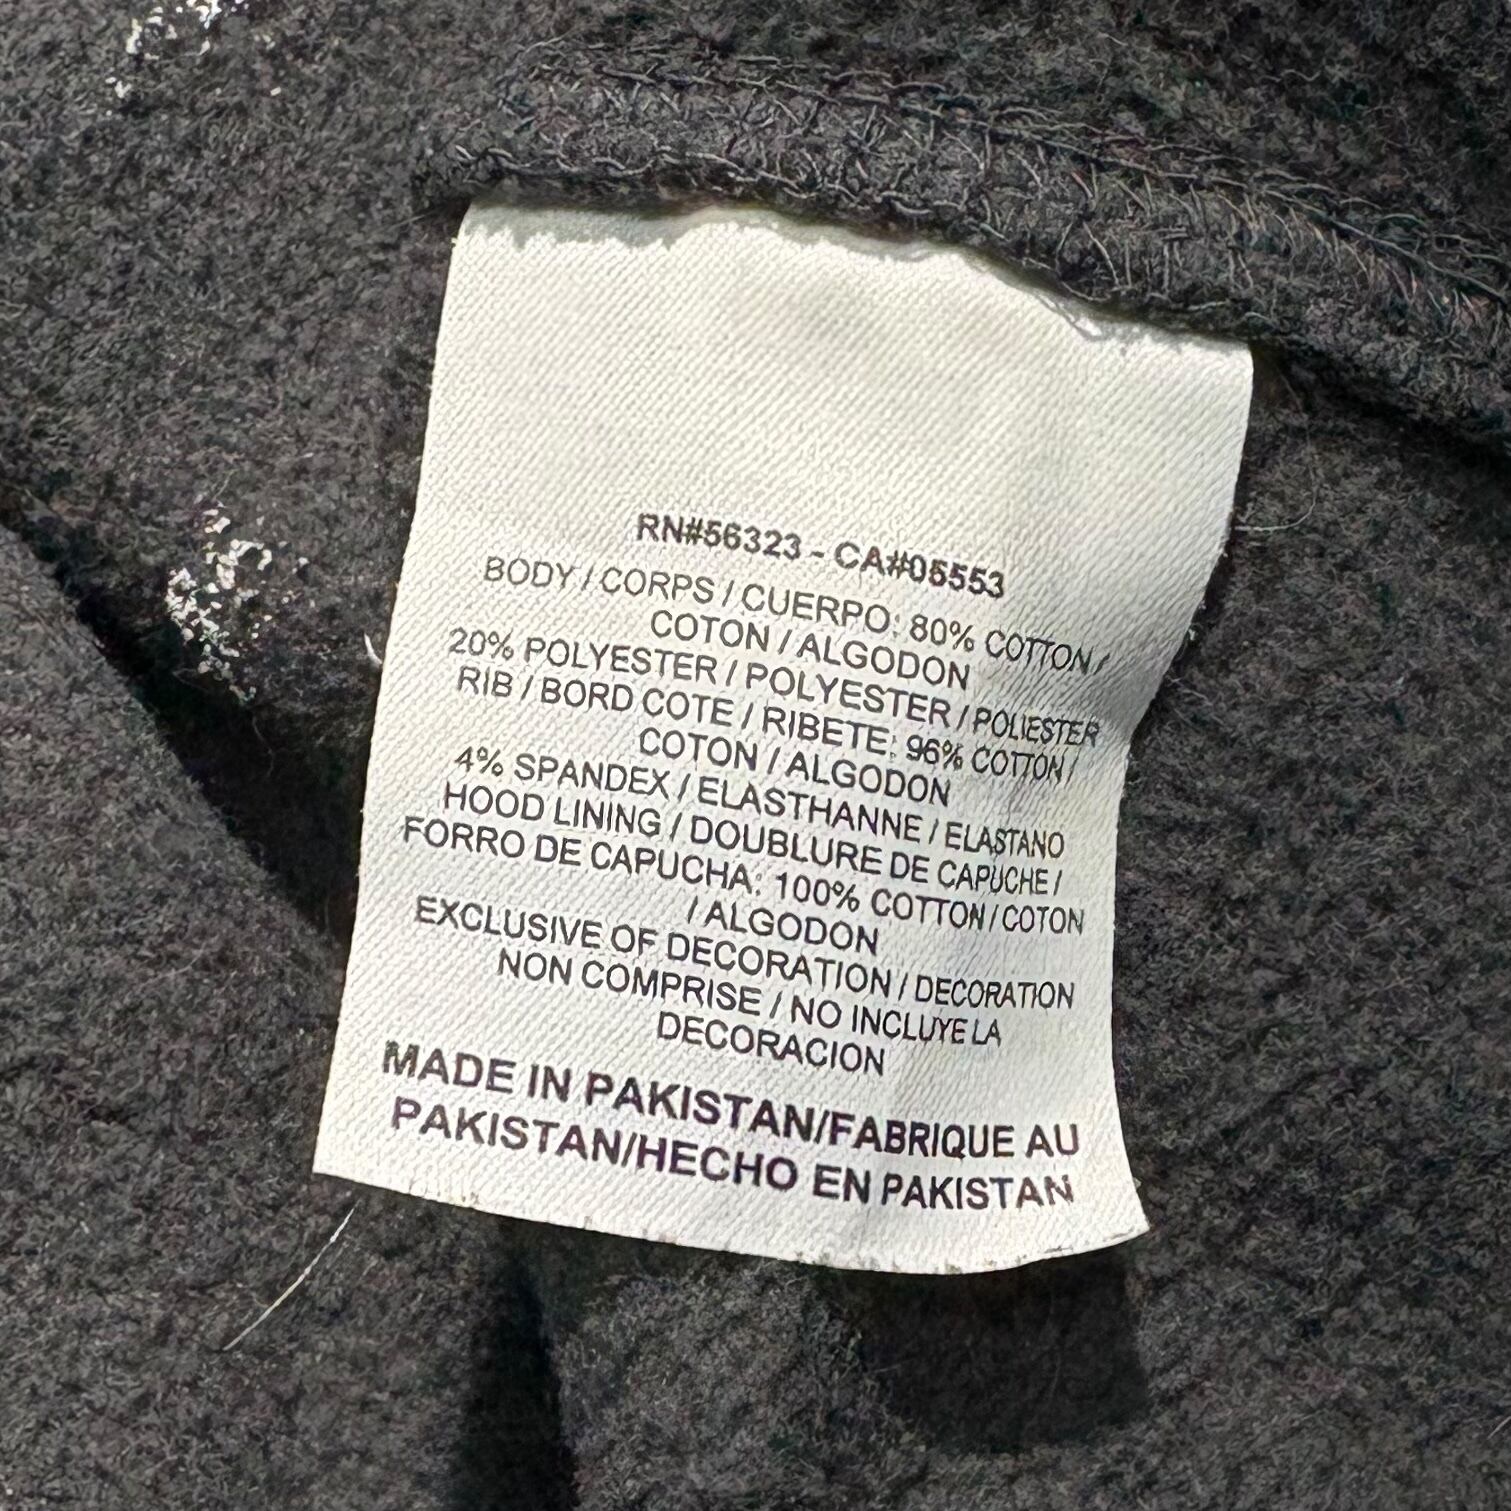 RN#56323 - CA#05553
BODY / CORPS / CUERPO: 80% COTTON /
COTON / ALGODON
20% POLYESTER / POLYESTER / POLIESTER
RIB / BORD COTE / RIBETE: 96% COTTON /
COTON / ALGODON
4% SPANDEX / ELASTHANNE / ELASTANO
HOOD LINING / DOUBLURE DE CAPUCHE /
FORRO DE CAPUCHA: 100% COTTON / COTON
/ ALGODON
EXCLUSIVE OF DECORATION / DECORATION
NON COMPRISE / NO INCLUYE LA
DECORACION
MADE IN PAKISTAN/FABRIQUE AU
PAKISTAN/HECHO EN PAKISTAN